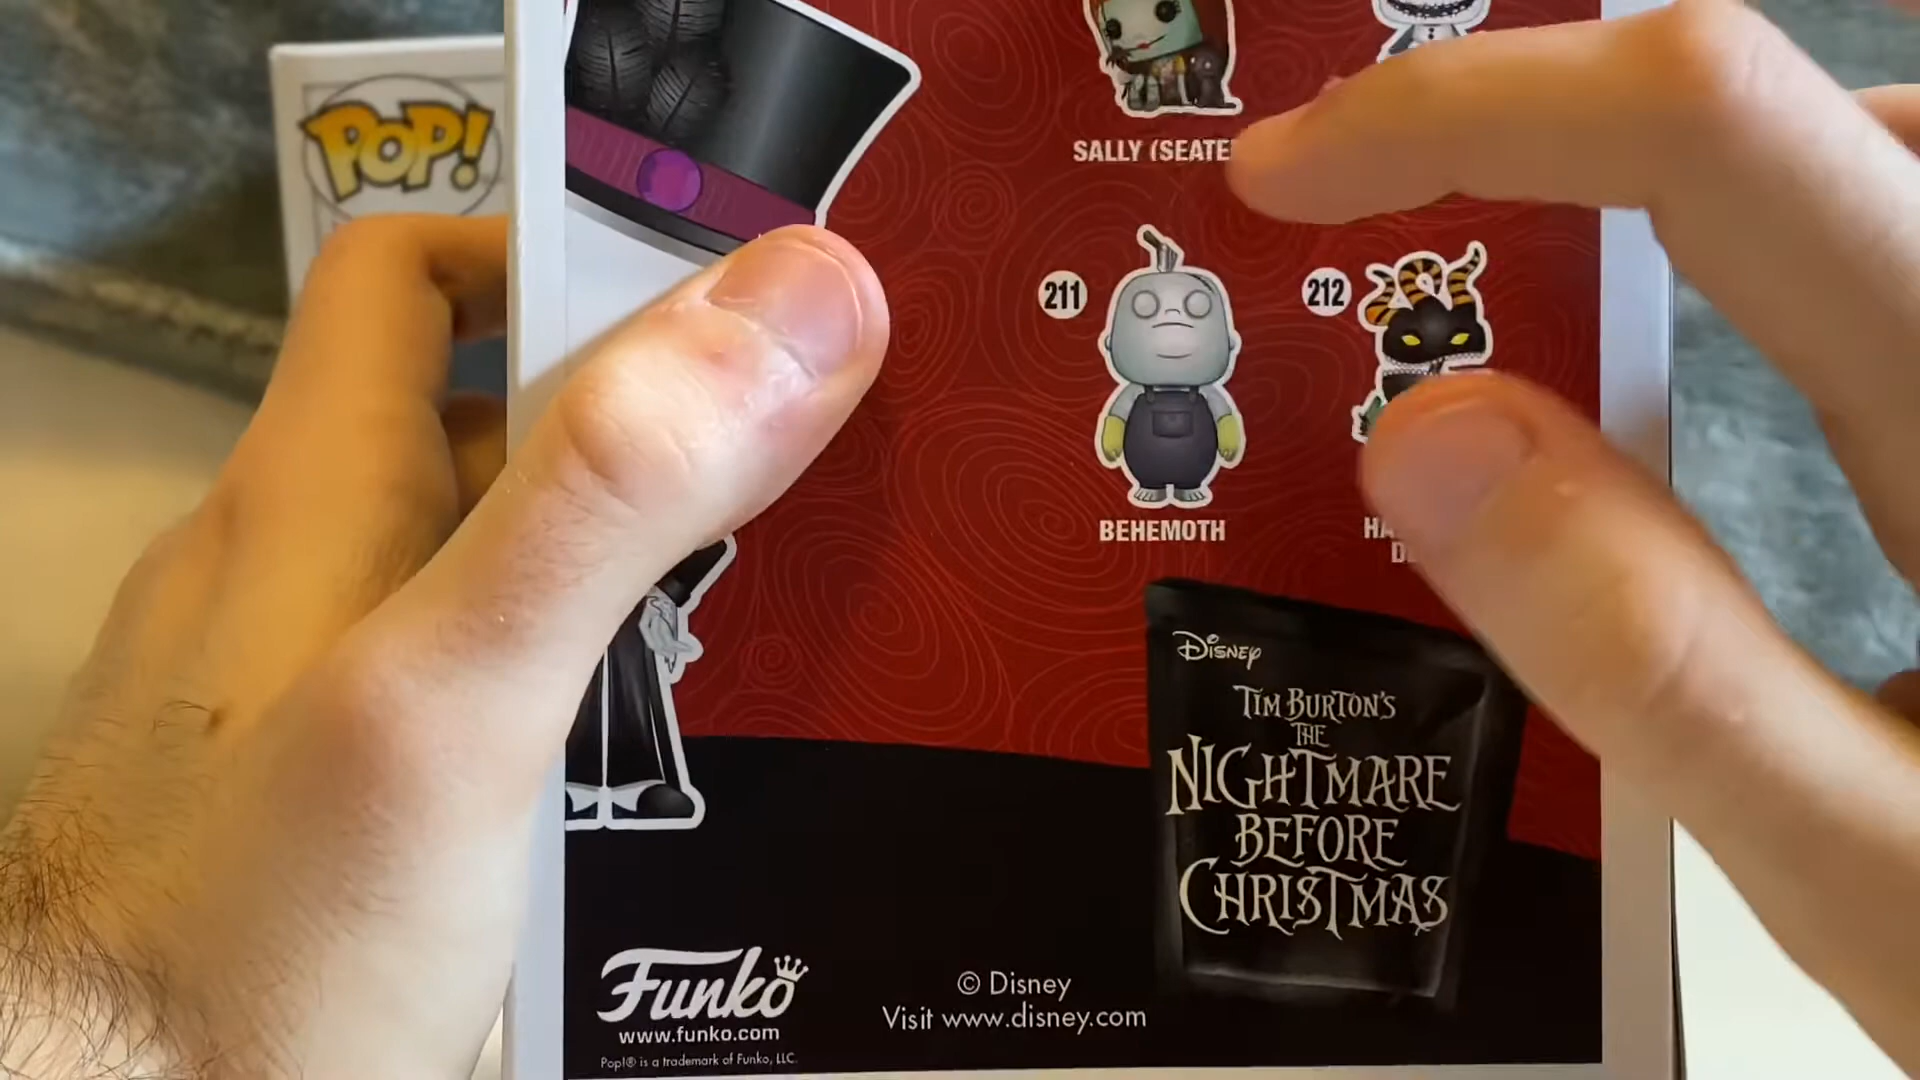 POP!
SALLY (SEATE
211
212
BEHEMOTH
Disney
TIM BURTON'S
THE
NIGHTMARE
BEFORE
CHRISTMAS
Funko
www.funko.com
Pop!® is a trademark of Funko, LLC.
© Disney
Visit www.disney.com